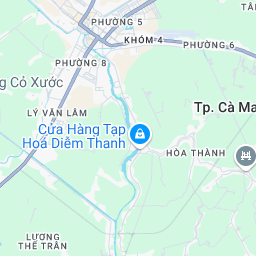 PHƯỜNG 5
KHÓM 4
PHƯỜNG 6
PHƯỜNG 8
Cỏ Xước
LÝ VĂN LÂM
Tp. Cà
Cửa Hàng Tạp
Hoá Diễm Thanh
HÒA THÀNH
LƯƠNG
THẾ TRÂN